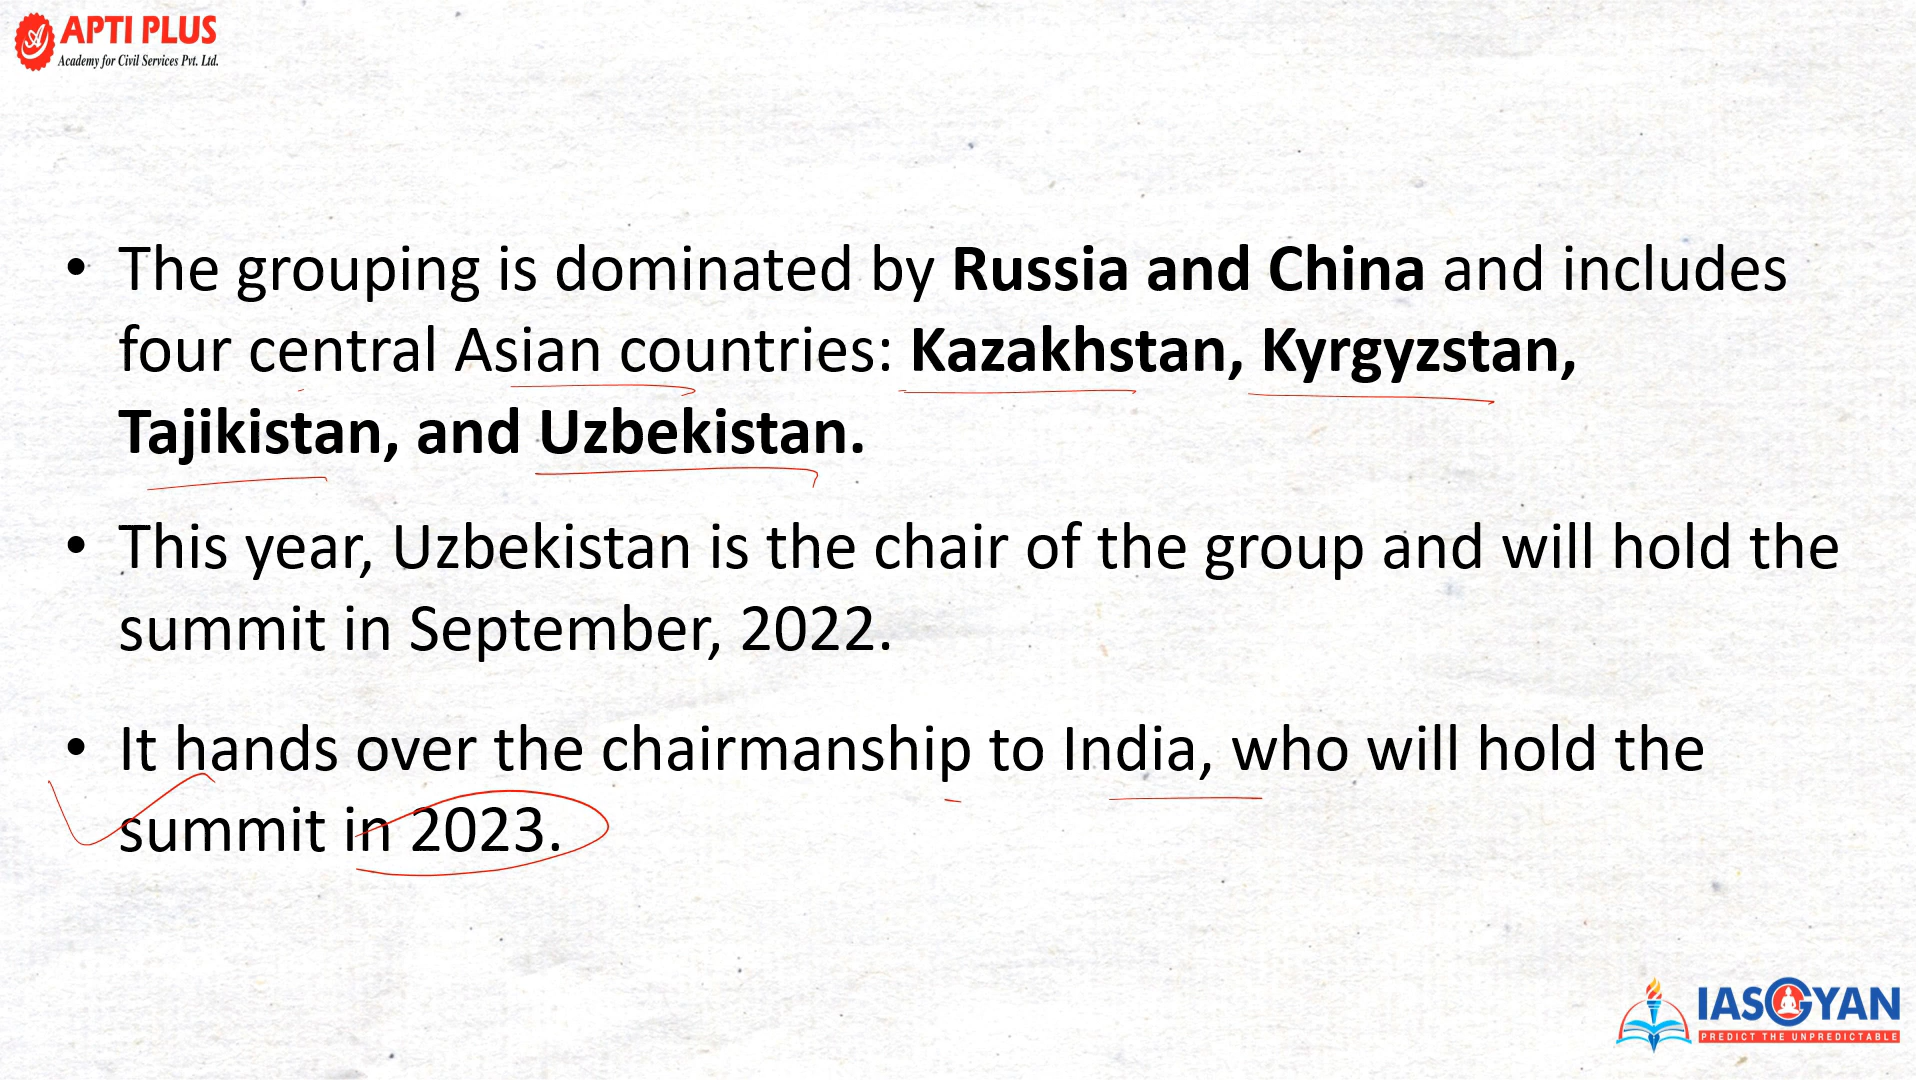 APTI PLUS
Academy for Civil Services Pvt. Ltd.
• The grouping is dominated by Russia and China and includes
four central Asian countries: Kazakhstan, Kyrgyzstan,
Tajikistan, and Uzbekistan.
• This year, Uzbekistan is the chair of the group and will hold the
summit in September, 2022.
• It hands over the chairmanship to India, who will hold the
summit in 2023.
IASGYAN
PREDICT THE UNPREDICTABLE